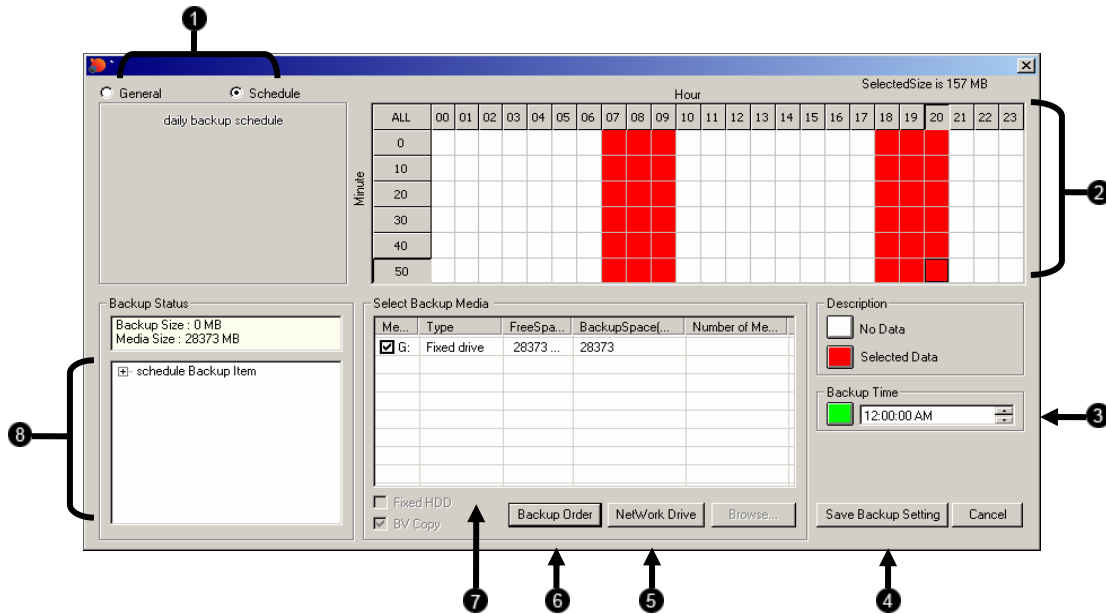 1
General Schedule
SelectedSize is 157 MB
Hour
daily backup schedule
ALL 00 01 02 03 04 05 06 07 08 09 10 11 12 13 14 15 16 17 18 19 20 21 22 23
Minute
0
10
20
30
40
50
2
Backup Status
Backup Size : 0 MB
Media Size : 28373 MB
schedule Backup Item
8
Select Backup Media
Me... Type FreeSpa... BackupSpace(... Number of Me...
G: Fixed drive 28373 ... 28373
Fixed HDD
BV Copy
Backup Order NetWork Drive Browse...
Description
No Data
Selected Data
Backup Time
12:00:00 AM
3
Save Backup Setting Cancel
7 6 5 4